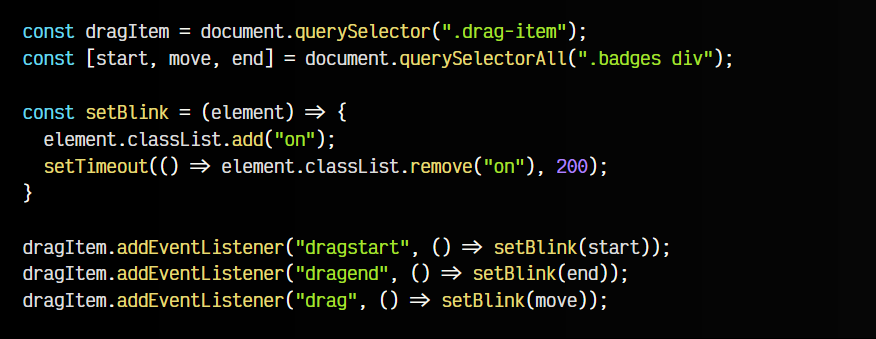 const dragItem = document.querySelector(".drag-item");
const [start, move, end] = document.querySelectorAll(".badges div");
const setBlink = (element) => {
element.classList.add("on");
setTimeout(() => element.classList.remove("on"), 200);
}
dragItem.addEventListener("dragstart", () => setBlink(start));
dragItem.addEventListener("dragend", () => setBlink(end));
dragItem.addEventListener("drag", () => setBlink(move));